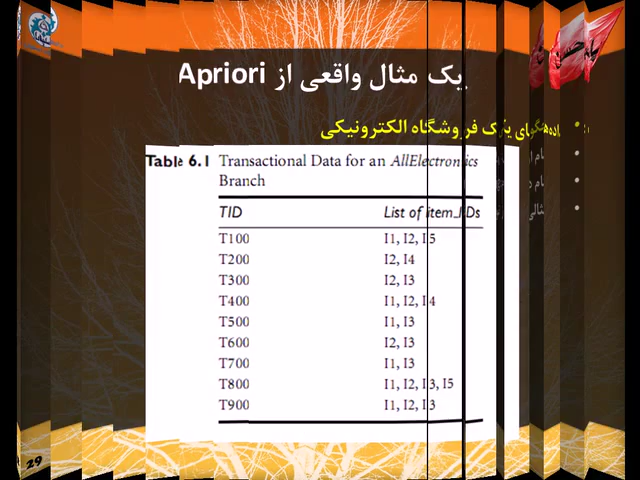 یک مثال واقعی از Apriori
یک فروشگاه الکترونیکی
Table 6.1 Transactional Data for an AllElectronics
Branch
TID List of item_IDs
T100 I1, I2, I5
T200 I2, I4
T300 I2, I3
T400 I1, I2, I4
T500 I1, I3
T600 I2, I3
T700 I1, I3
T800 I1, I2, I3, I5
T900 I1, I2, I3
29